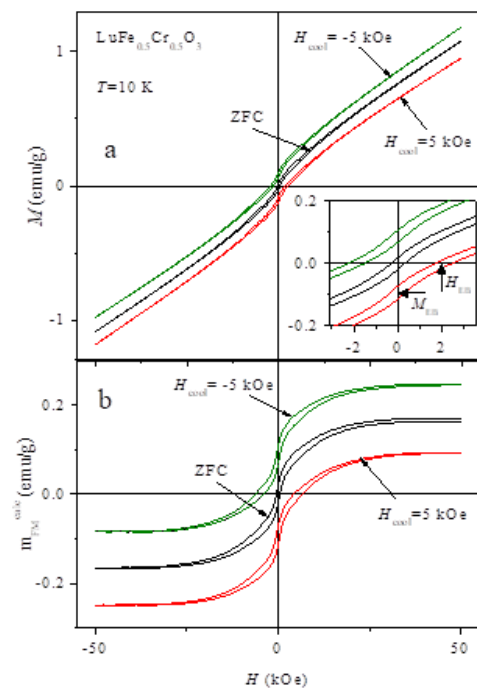 LuFe0.5Cr0.5O3
Hcool= -5 kOe
T=10 K
ZFC
a
Hcool=5 kOe
M (emu/g)
1
0
-1
0.2
0.0
-0.2
HEB
MEB
-2 0 2
b
Hcool= -5 kOe
ZFC
Hcool=5 kOe
mFMcalc (emu/g)
0.2
0.0
-0.2
-50 0 50
H (kOe)